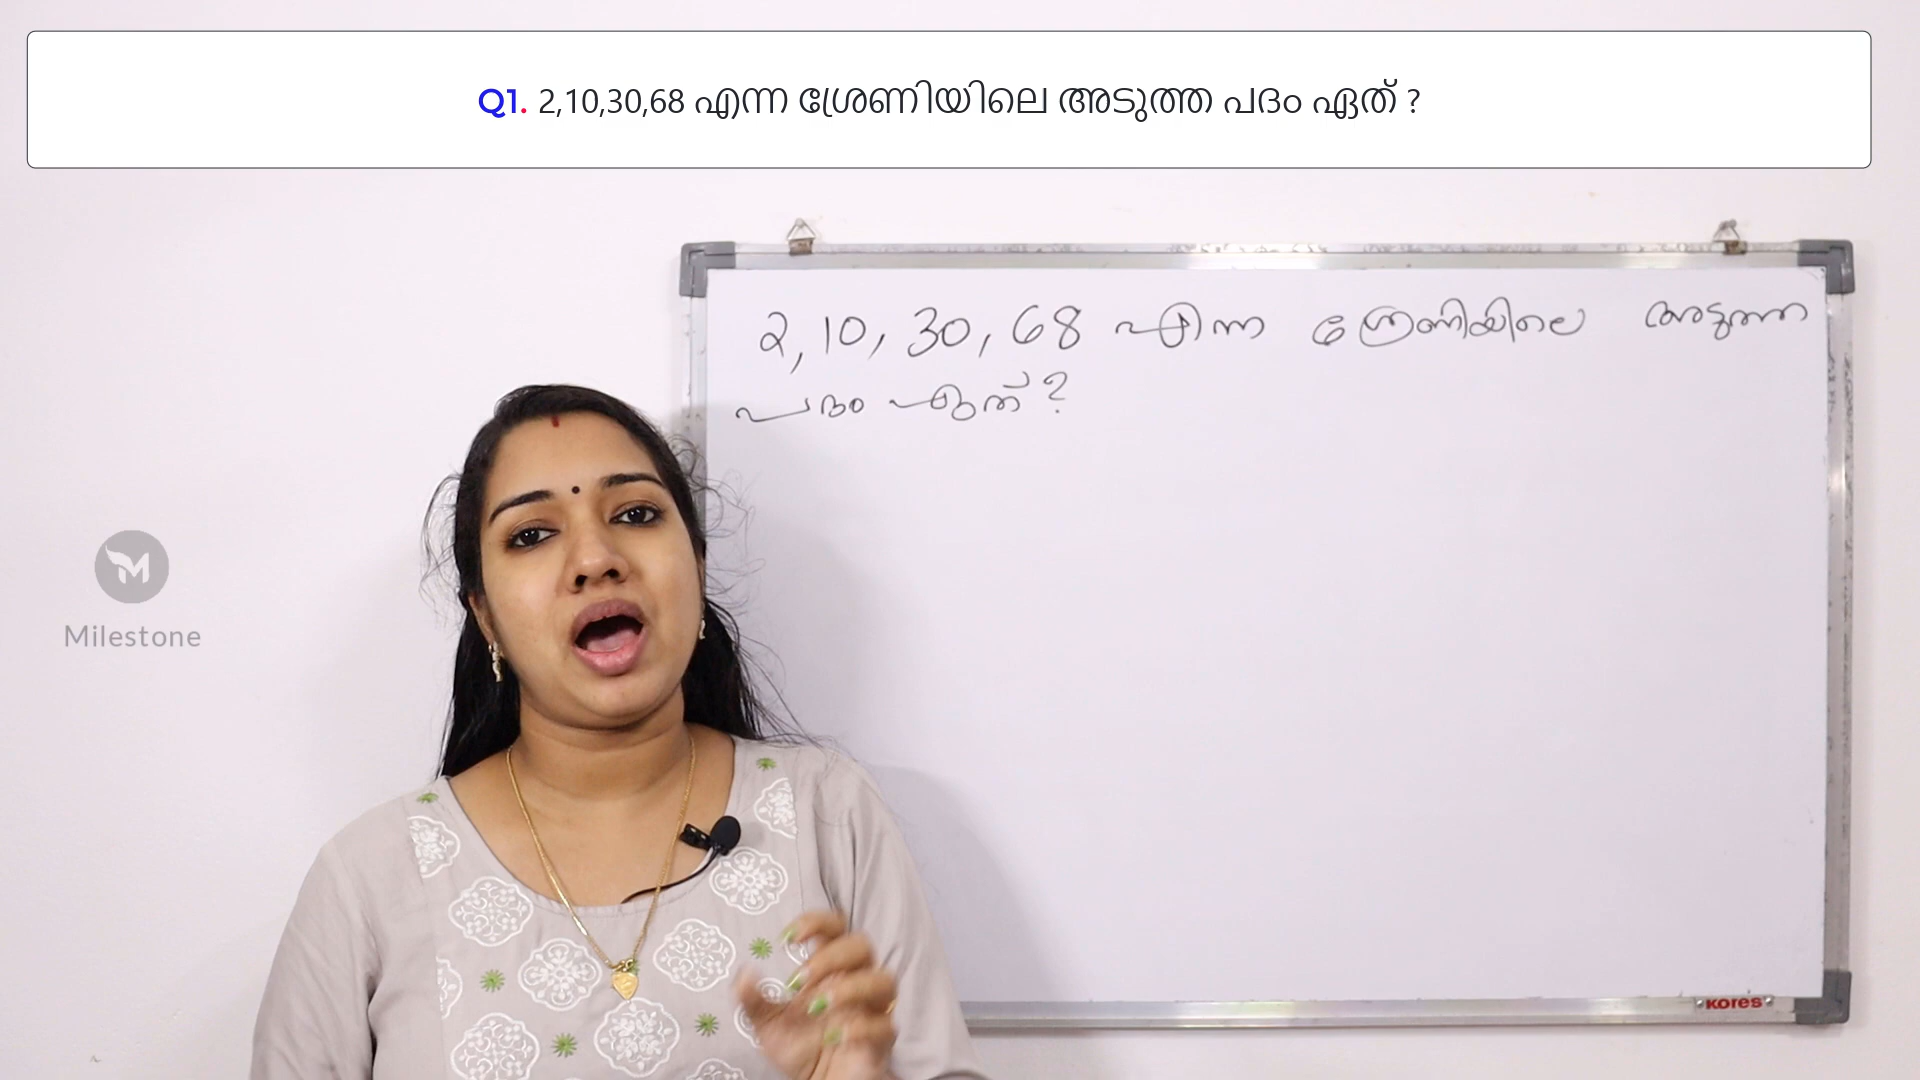 Q1. 2,10,30,68 എന്ന ശ്രേണിയിലെ അടുത്ത പദം ഏത് ?
2, 10, 30, 68 എന്ന ശ്രേണിയിലെ അടുത്ത
പദം ഏത് ?
Milestone
KORES